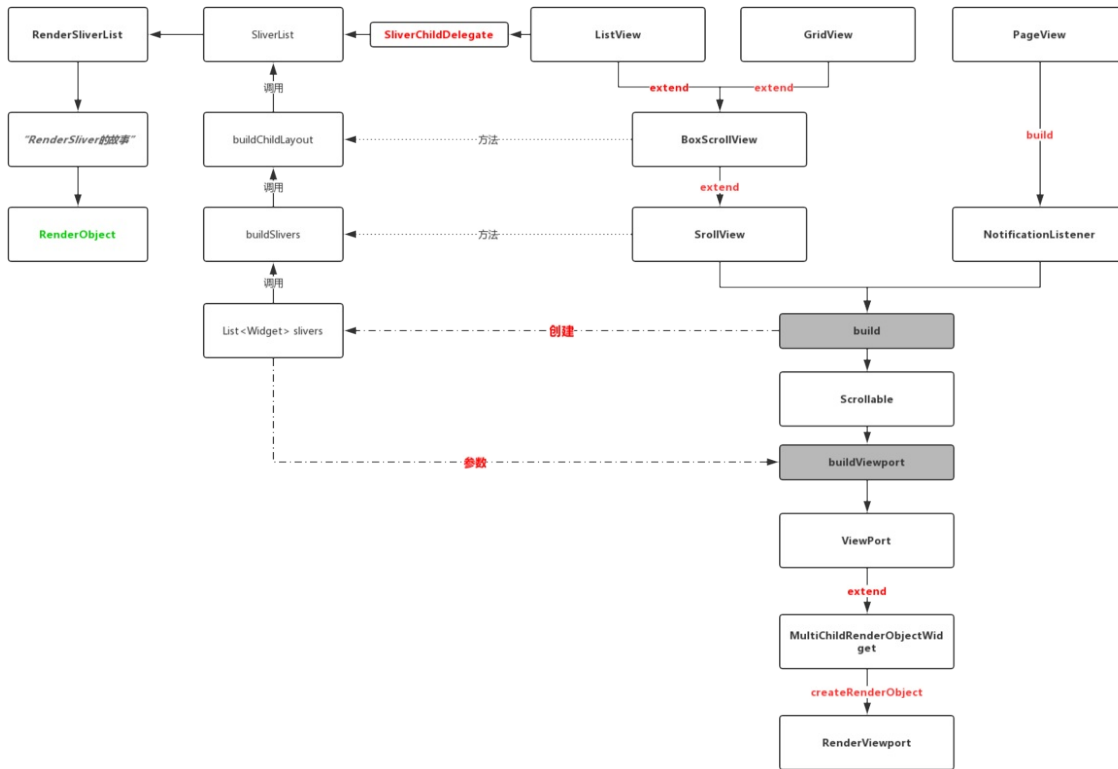 RenderSliverList
SliverList
SliverChildDelegate
ListView
GridView
PageView
调用
extend
extend
"RenderSliver的故事"
buildChildLayout
方法
BoxScrollView
build
调用
extend
RenderObject
buildSlivers
方法
SrollView
NotificationListener
调用
List<Widget> slivers
创建
build
Scrollable
参数
buildViewport
ViewPort
extend
MultiChildRenderObjectWid
get
createRenderObject
RenderViewport